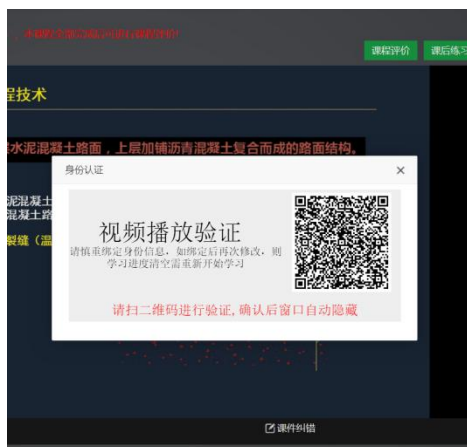 课程评价 课后练习
程技术
水泥混凝土路面，上层加铺沥青混凝土复合而成的路面结构。
身份认证
泥混凝土
混凝土路
裂缝（温
视频播放验证
请慎重绑定身份信息，如绑定后再次修改，则
学习进度清空需重新开始学习
请扫二维码进行验证,确认后窗口自动隐藏
课件纠错